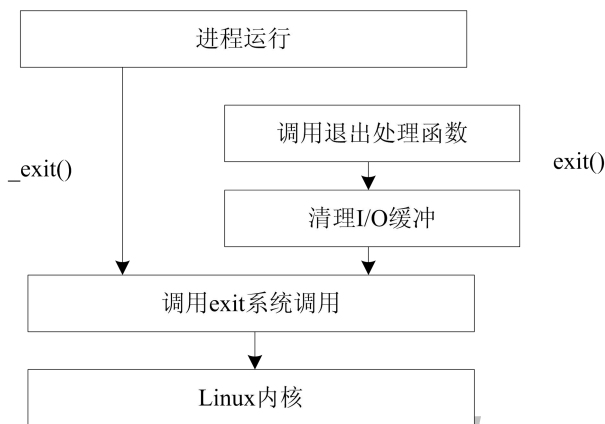 进程运行
调用退出处理函数
_exit()
exit()
清理I/O缓冲
调用exit系统调用
Linux内核